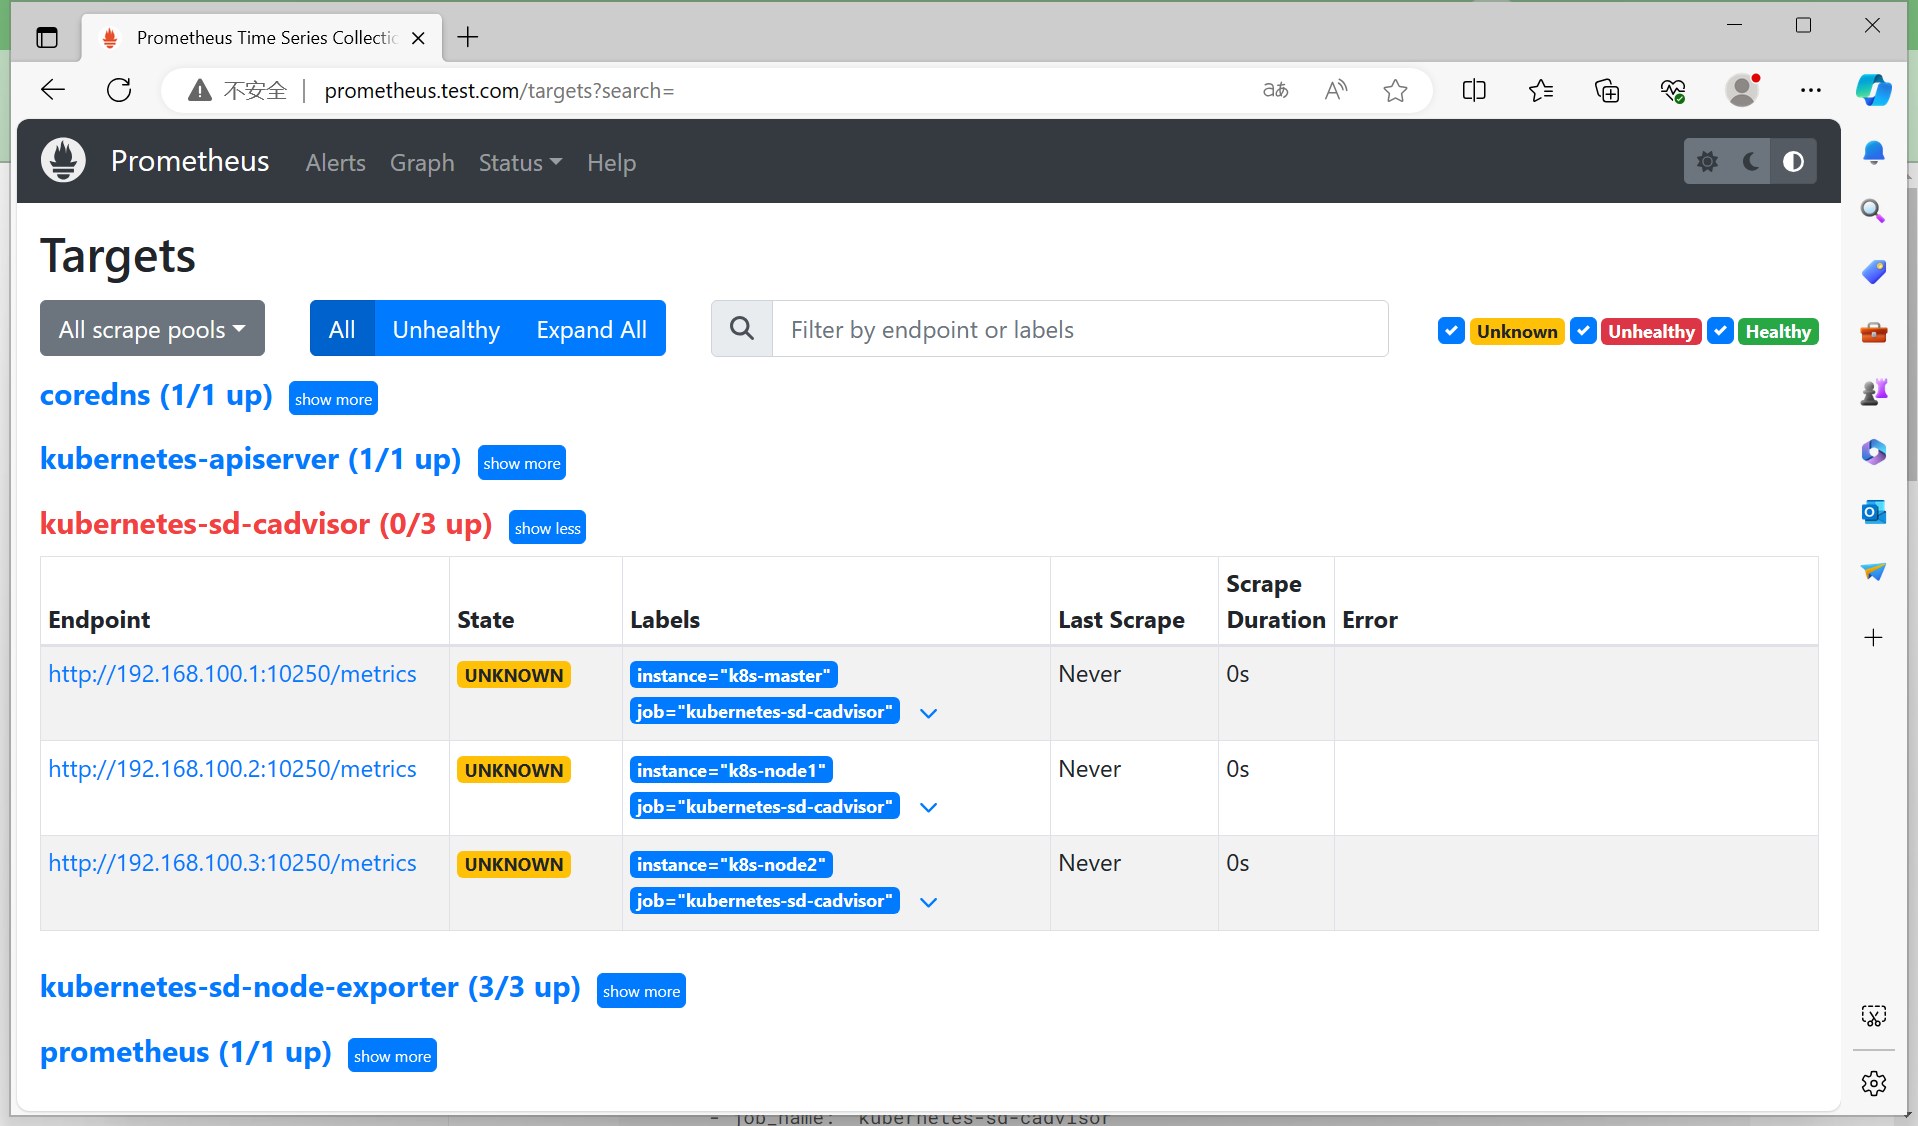 Prometheus Time Series Collectic
不安全 | prometheus.test.com/targets?search=
Prometheus Alerts Graph Status Help
Targets
All scrape pools All Unhealthy Expand All Filter by endpoint or labels Unknown Unhealthy Healthy
coredns (1/1 up) show more
kubernetes-apiserver (1/1 up) show more
kubernetes-sd-cadvisor (0/3 up) show less
Endpoint State Labels Last Scrape Scrape Duration Error
http://192.168.100.1:10250/metrics UNKNOWN instance="k8s-master" Never 0s
job="kubernetes-sd-cadvisor"
http://192.168.100.2:10250/metrics UNKNOWN instance="k8s-node1" Never 0s
job="kubernetes-sd-cadvisor"
http://192.168.100.3:10250/metrics UNKNOWN instance="k8s-node2" Never 0s
job="kubernetes-sd-cadvisor"
kubernetes-sd-node-exporter (3/3 up) show more
prometheus (1/1 up) show more
- job_name: kubernetes-sd-cadvisor